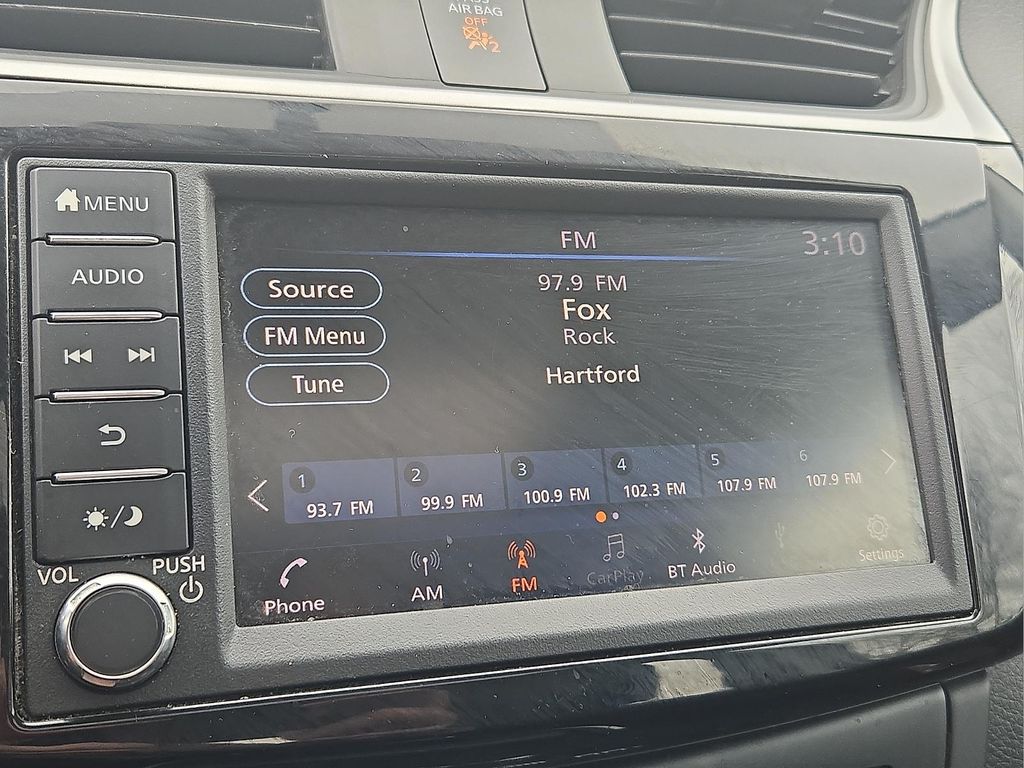 AIR BAG
OFF
2
MENU
AUDIO
VOL
PUSH
FM
3:10
Source
FM Menu
Tune
97.9 FM
Fox
Rock
Hartford
1
93.7 FM
2
99.9 FM
3
100.9 FM
4
102.3 FM
5
107.9 FM
6
107.9 FM
Phone
AM
FM
CarPlay
BT Audio
Settings